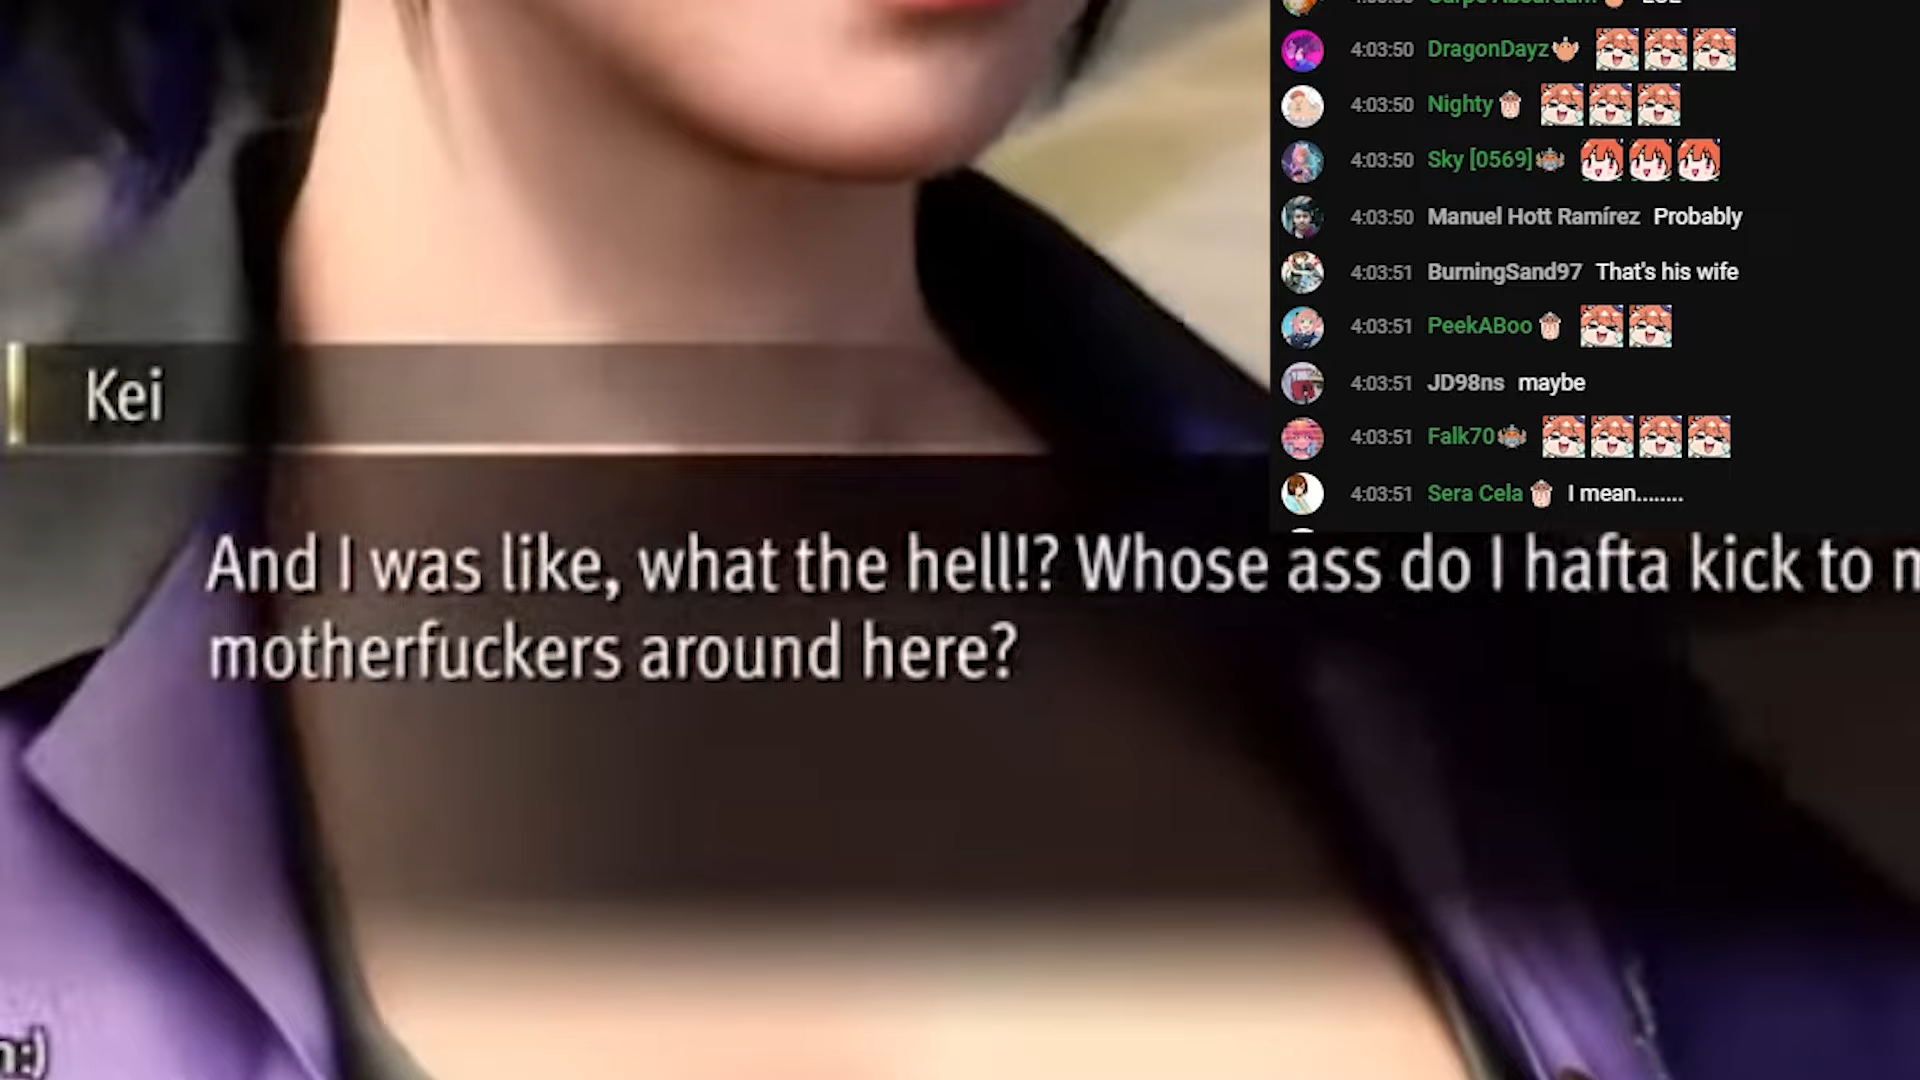 4:03:50 DragonDayz
4:03:50 Nighty
4:03:50 Sky [0569]
4:03:50 Manuel Hott Ramírez Probably
4:03:51 BurningSand97 That's his wife
4:03:51 PeekABoo
4:03:51 JD98ns maybe
4:03:51 Falk70
4:03:51 Sera Cela I mean........
Kei
And I was like, what the hell!? Whose ass do I hafta kick to
motherfuckers around here?